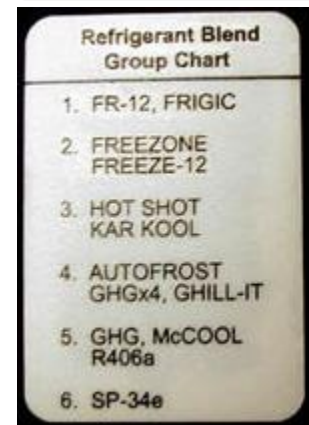 Refrigerant Blend
Group Chart
1. FR-12, FRIGIC
2. FREEZONE
FREEZE-12
3. HOT SHOT
KAR KOOL
4. AUTOFROST
GHGx4, GHILL-IT
5. GHG, McCOOL
R406a
6. SP-34e